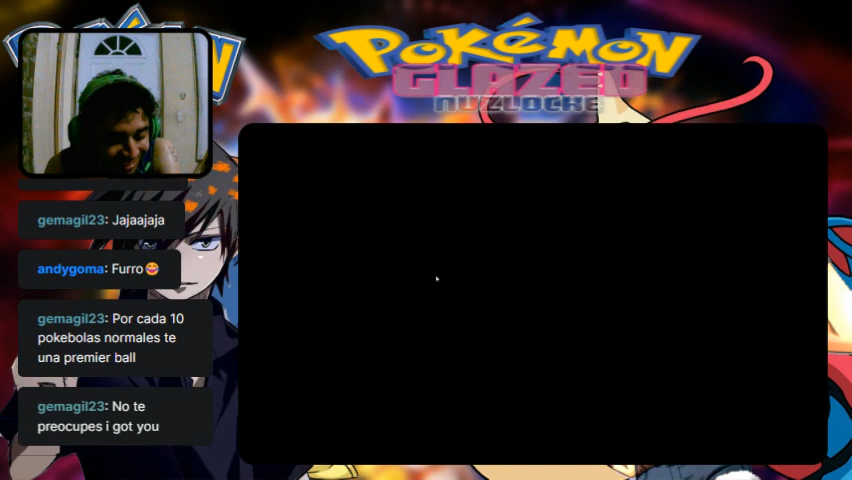 POKÉMON
GLAZED
NUZLOCKE
gemagil23: Jajaajaja
andygoma: Furro😂
gemagil23: Por cada 10
pokebolas normales te
una premier ball
gemagil23: No te
preocupes i got you